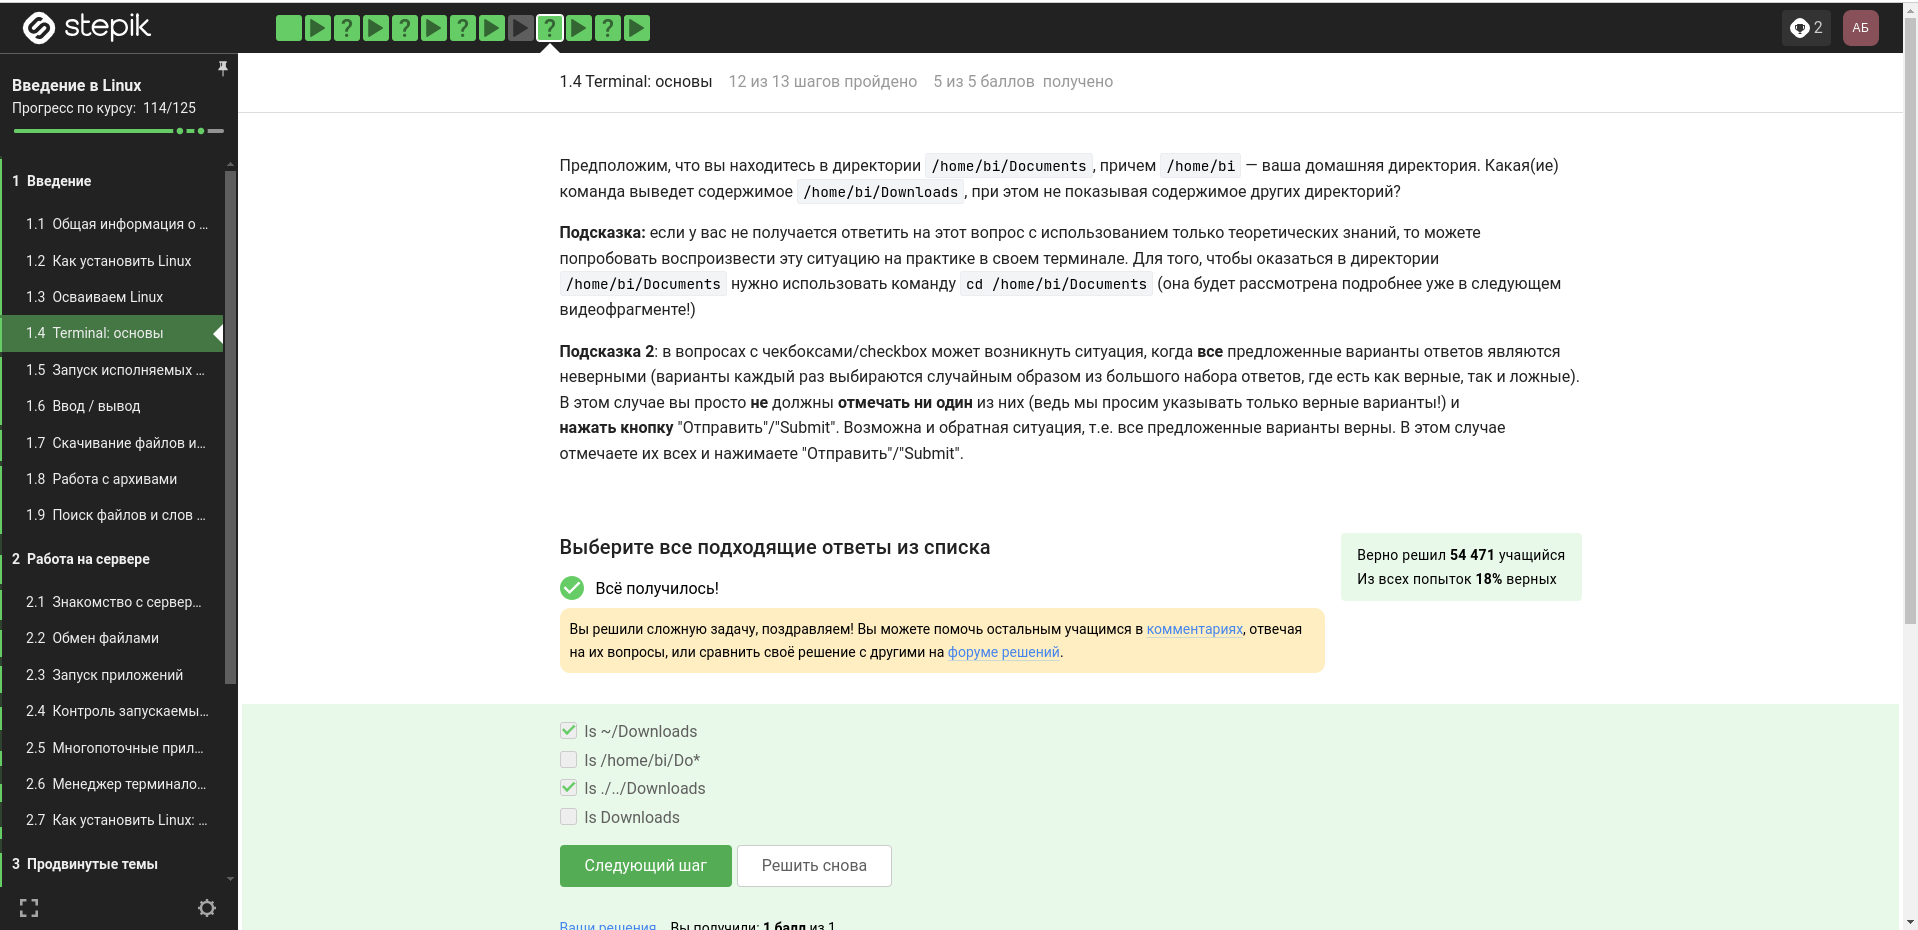 stepik
2
АБ
Введение в Linux
Прогресс по курсу: 114/125
1 Введение
1.1 Общая информация о ...
1.2 Как установить Linux
1.3 Осваиваем Linux
1.4 Terminal: основы
1.5 Запуск исполняемых ...
1.6 Ввод / вывод
1.7 Скачивание файлов и...
1.8 Работа с архивами
1.9 Поиск файлов и слов ...
2 Работа на сервере
2.1 Знакомство с сервер...
2.2 Обмен файлами
2.3 Запуск приложений
2.4 Контроль запускаемы...
2.5 Многопоточные прил...
2.6 Менеджер терминало...
2.7 Как установить Linux: ...
3 Продвинутые темы
1.4 Terminal: основы 12 из 13 шагов пройдено 5 из 5 баллов получено
Предположим, что вы находитесь в директории /home/bi/Documents, причем /home/bi — ваша домашняя директория. Какая(ие)
команда выведет содержимое /home/bi/Downloads, при этом не показывая содержимое других директорий?
Подсказка: если у вас не получается ответить на этот вопрос с использованием только теоретических знаний, то можете
попробовать воспроизвести эту ситуацию на практике в своем терминале. Для того, чтобы оказаться в директории
/home/bi/Documents нужно использовать команду cd /home/bi/Documents (она будет рассмотрена подробнее уже в следующем
видеофрагменте!)
Подсказка 2: в вопросах с чекбоксами/checkbox может возникнуть ситуация, когда все предложенные варианты ответов являются
неверными (варианты каждый раз выбираются случайным образом из большого набора ответов, где есть как верные, так и ложные).
В этом случае вы просто не должны отмечать ни один из них (ведь мы просим указывать только верные варианты!) и
нажать кнопку "Отправить"/"Submit". Возможна и обратная ситуация, т.е. все предложенные варианты верны. В этом случае
отмечаете их всех и нажимаете "Отправить"/"Submit".
Выберите все подходящие ответы из списка
Всё получилось!
Верно решил 54 471 учащийся
Из всех попыток 18% верных
Вы решили сложную задачу, поздравляем! Вы можете помочь остальным учащимся в комментариях, отвечая
на их вопросы, или сравнить своё решение с другими на форуме решений.
ls ~/Downloads
ls /home/bi/Do*
ls ./../Downloads
ls Downloads
Следующий шаг
Решить снова
Ваши решения Вы получили: 1 балл из 1